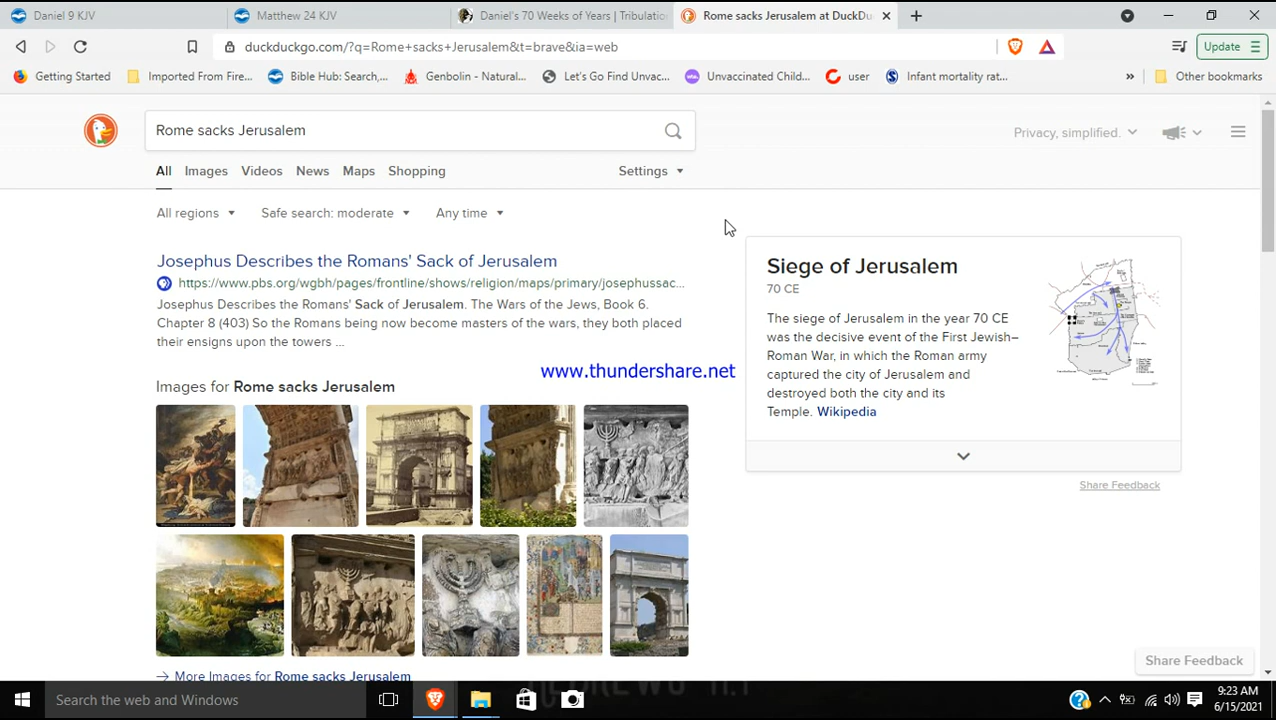 Daniel 9 KJV
Matthew 24 KJV
Daniel's 70 Weeks of Years | Tribulatio
Rome sacks Jerusalem at DuckDu
duckduckgo.com/?q=Rome+sacks+Jerusalem&t=brave&ia=web
Update
Getting Started
Imported From Fire...
Bible Hub: Search,...
Genbolin - Natural...
Let's Go Find Unvac...
Unvaccinated Child...
user
Infant mortality rat...
Other bookmarks
Rome sacks Jerusalem
Privacy, simplified.
All Images Videos News Maps Shopping
Settings
All regions
Safe search: moderate
Any time
Josephus Describes the Romans' Sack of Jerusalem
https://www.pbs.org/wgbh/pages/frontline/shows/religion/maps/primary/josephussac...
Josephus Describes the Romans' Sack of Jerusalem. The Wars of the Jews, Book 6.
Chapter 8 (403) So the Romans being now become masters of the wars, they both placed
their ensigns upon the towers ...
Siege of Jerusalem
70 CE
The siege of Jerusalem in the year 70 CE
was the decisive event of the First Jewish–
Roman War, in which the Roman army
captured the city of Jerusalem and
destroyed both the city and its
Temple. Wikipedia
Share Feedback
www.thundershare.net
Images for Rome sacks Jerusalem
More Images for Rome sacks Jerusalem
Share Feedback
Search the web and Windows
9:23 AM
6/15/2021